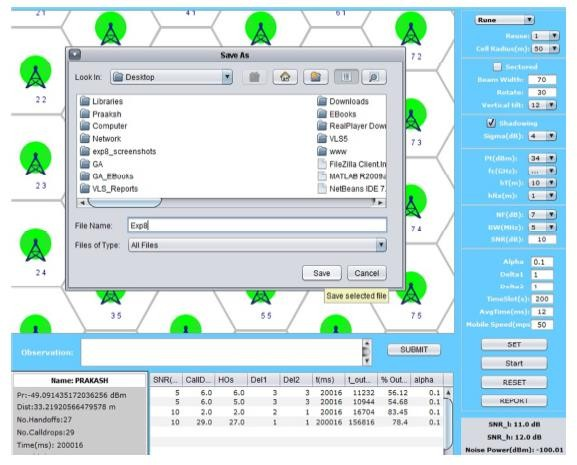 21 41 61
Save As
Look In: Desktop
Libraries
Praaksh
Computer
Network
exp8_screenshots
GA
GA_EBooks
VLS_Reports
Downloads
EBooks
RealPlayer Down
VLS5
www
FileZilla Client.ln
MATLAB R2009a
NetBeans IDE 7.
File Name: Exp8
Files of Type: All Files
Save Cancel
Save selected file
22
23
24
72
73
74
35 55 75
Rune
Reuse: 1
Cell Radius(m): 50
Sectored
Beam Width: 70
Rotate: 30
Vertical tilt: 12
Shadowing
Sigma(dB): 4
Pt(dBm): 34
fc(GHz): ...
hT(m): 10
hRx(m): 1
NF(dB): 7
BW(MHz): 5
SNR(dB): 10
Alpha 0.1
Delta1 1
Delta2 1
TimeSlot(s): 200
AvgTime(ms): 12
Mobile Speed(mps 50
SET
Start
RESET
REPORT
SNR_l: 11.0 dB
SNR_h: 12.0 dB
Noise Power(dBm): -100.01
Observation: SUBMIT
Name: PRAKASH
Pr:-49.091435172036256 dBm
Dist:33.21920566479578 m
No.Handoffs:27
No.Calldrops:29
Time(ms): 200016
SNR(... CallD... HOs Del1 Del2 t(ms) t_out... % Out... alpha
5 6.0 6.0 3 3 20016 11232 56.12 0.1
5 6.0 5.0 3 3 20016 10944 54.68 0.1
10 2.0 2.0 2 1 20016 16704 83.45 0.1
10 29.0 27.0 1 1 200016 156816 78.4 0.1